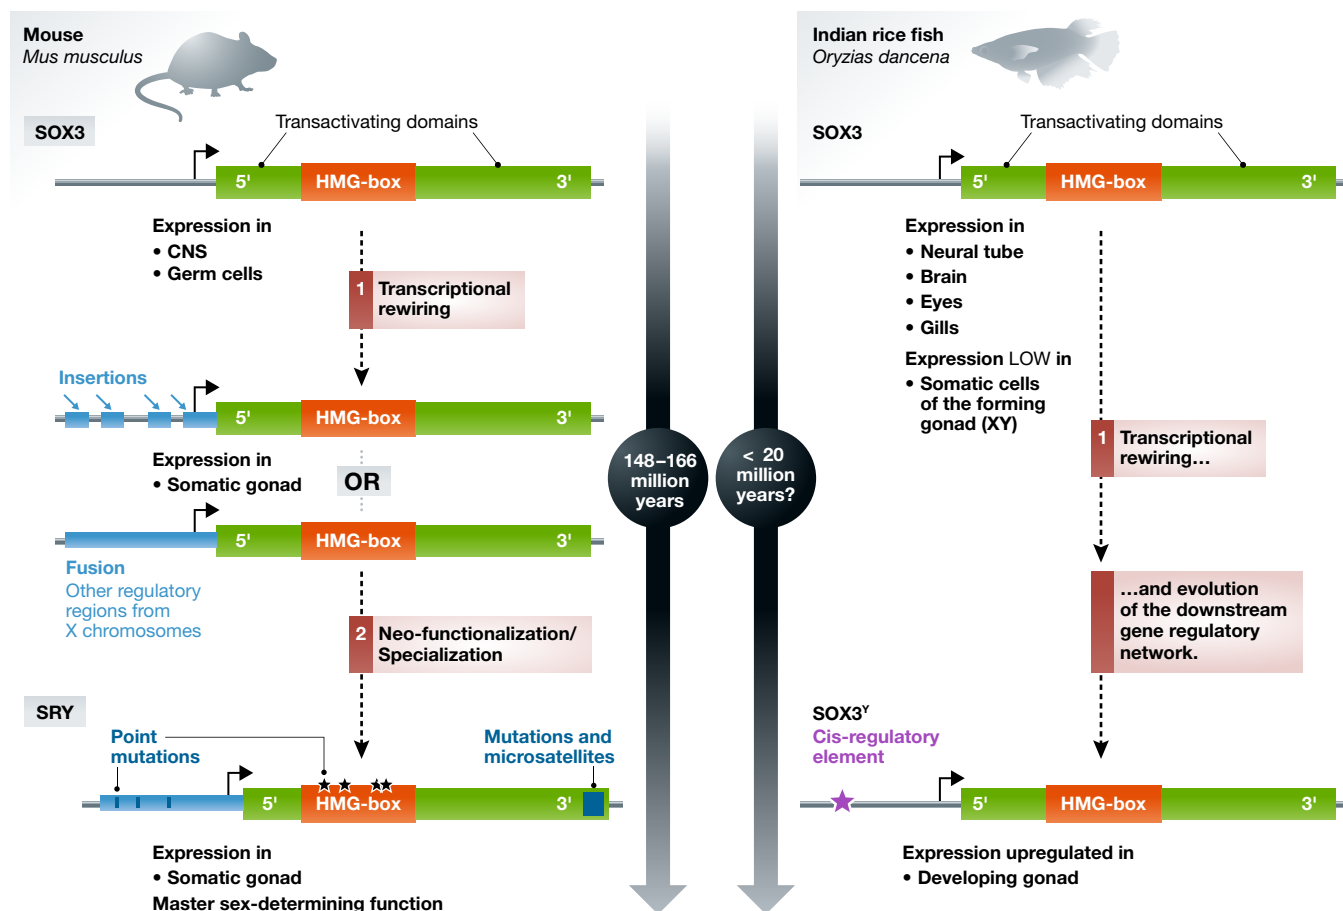 Mouse
Mus musculus
SOX3
Transactivating domains
5'
HMG-box
3'
Expression in
• CNS
• Germ cells
1
Transcriptional
rewiring
Insertions
5'
HMG-box
3'
Expression in
• Somatic gonad
OR
5'
HMG-box
3'
Fusion
Other regulatory
regions from
X chromosomes
2
Neo-functionalization/
Specialization
SRY
Point
mutations
Mutations and
microsatellites
5'
HMG-box
3'
Expression in
• Somatic gonad
Master sex-determining function
148–166
million
years
< 20
million
years?
Indian rice fish
Oryzias dancena
SOX3
Transactivating domains
5'
HMG-box
3'
Expression in
• Neural tube
• Brain
• Eyes
• Gills
Expression LOW in
• Somatic cells
of the forming
gonad (XY)
1
Transcriptional
rewiring…
…and evolution
of the downstream
gene regulatory
network.
SOX3ʸ
Cis-regulatory
element
5'
HMG-box
3'
Expression upregulated in
• Developing gonad